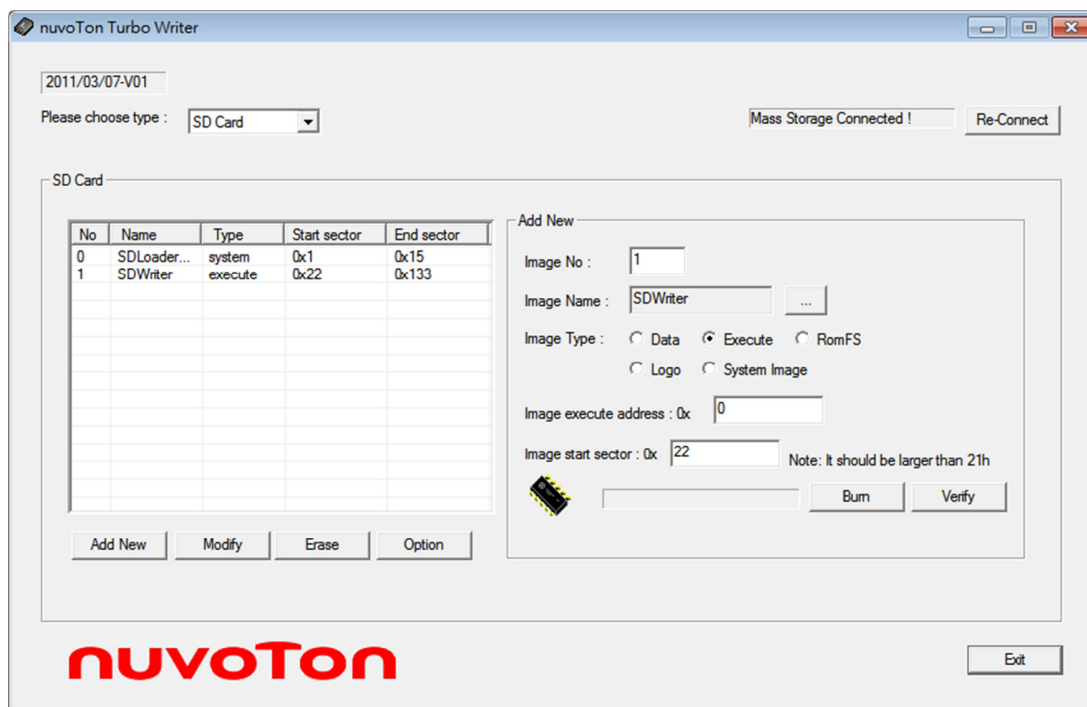 nuvoTon Turbo Writer
2011/03/07-V01
Please choose type : SD Card Mass Storage Connected ! Re-Connect
SD Card
No Name Type Start sector End sector
0 SDLoader... system 0x1 0x15
1 SDWriter execute 0x22 0x133
Add New Modify Erase Option
Add New
Image No : 1
Image Name : SDWriter ...
Image Type : Data Execute RomFS
Logo System Image
Image execute address : 0x 0
Image start sector : 0x 22 Note: It should be larger than 21h
Burn Verify
nuvoTon
Exit